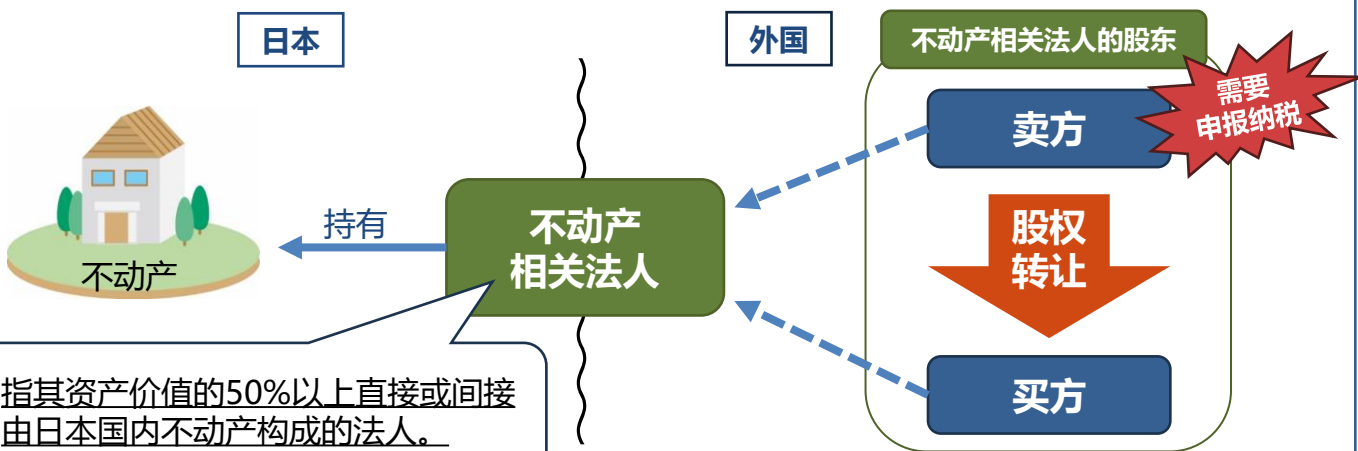 日本
外国
不动产相关法人的股东
需要
申报纳税
卖方
持有
不动产
相关法人
股权
转让
不动产
买方
指其资产价值的50%以上直接或间接
由日本国内不动产构成的法人。